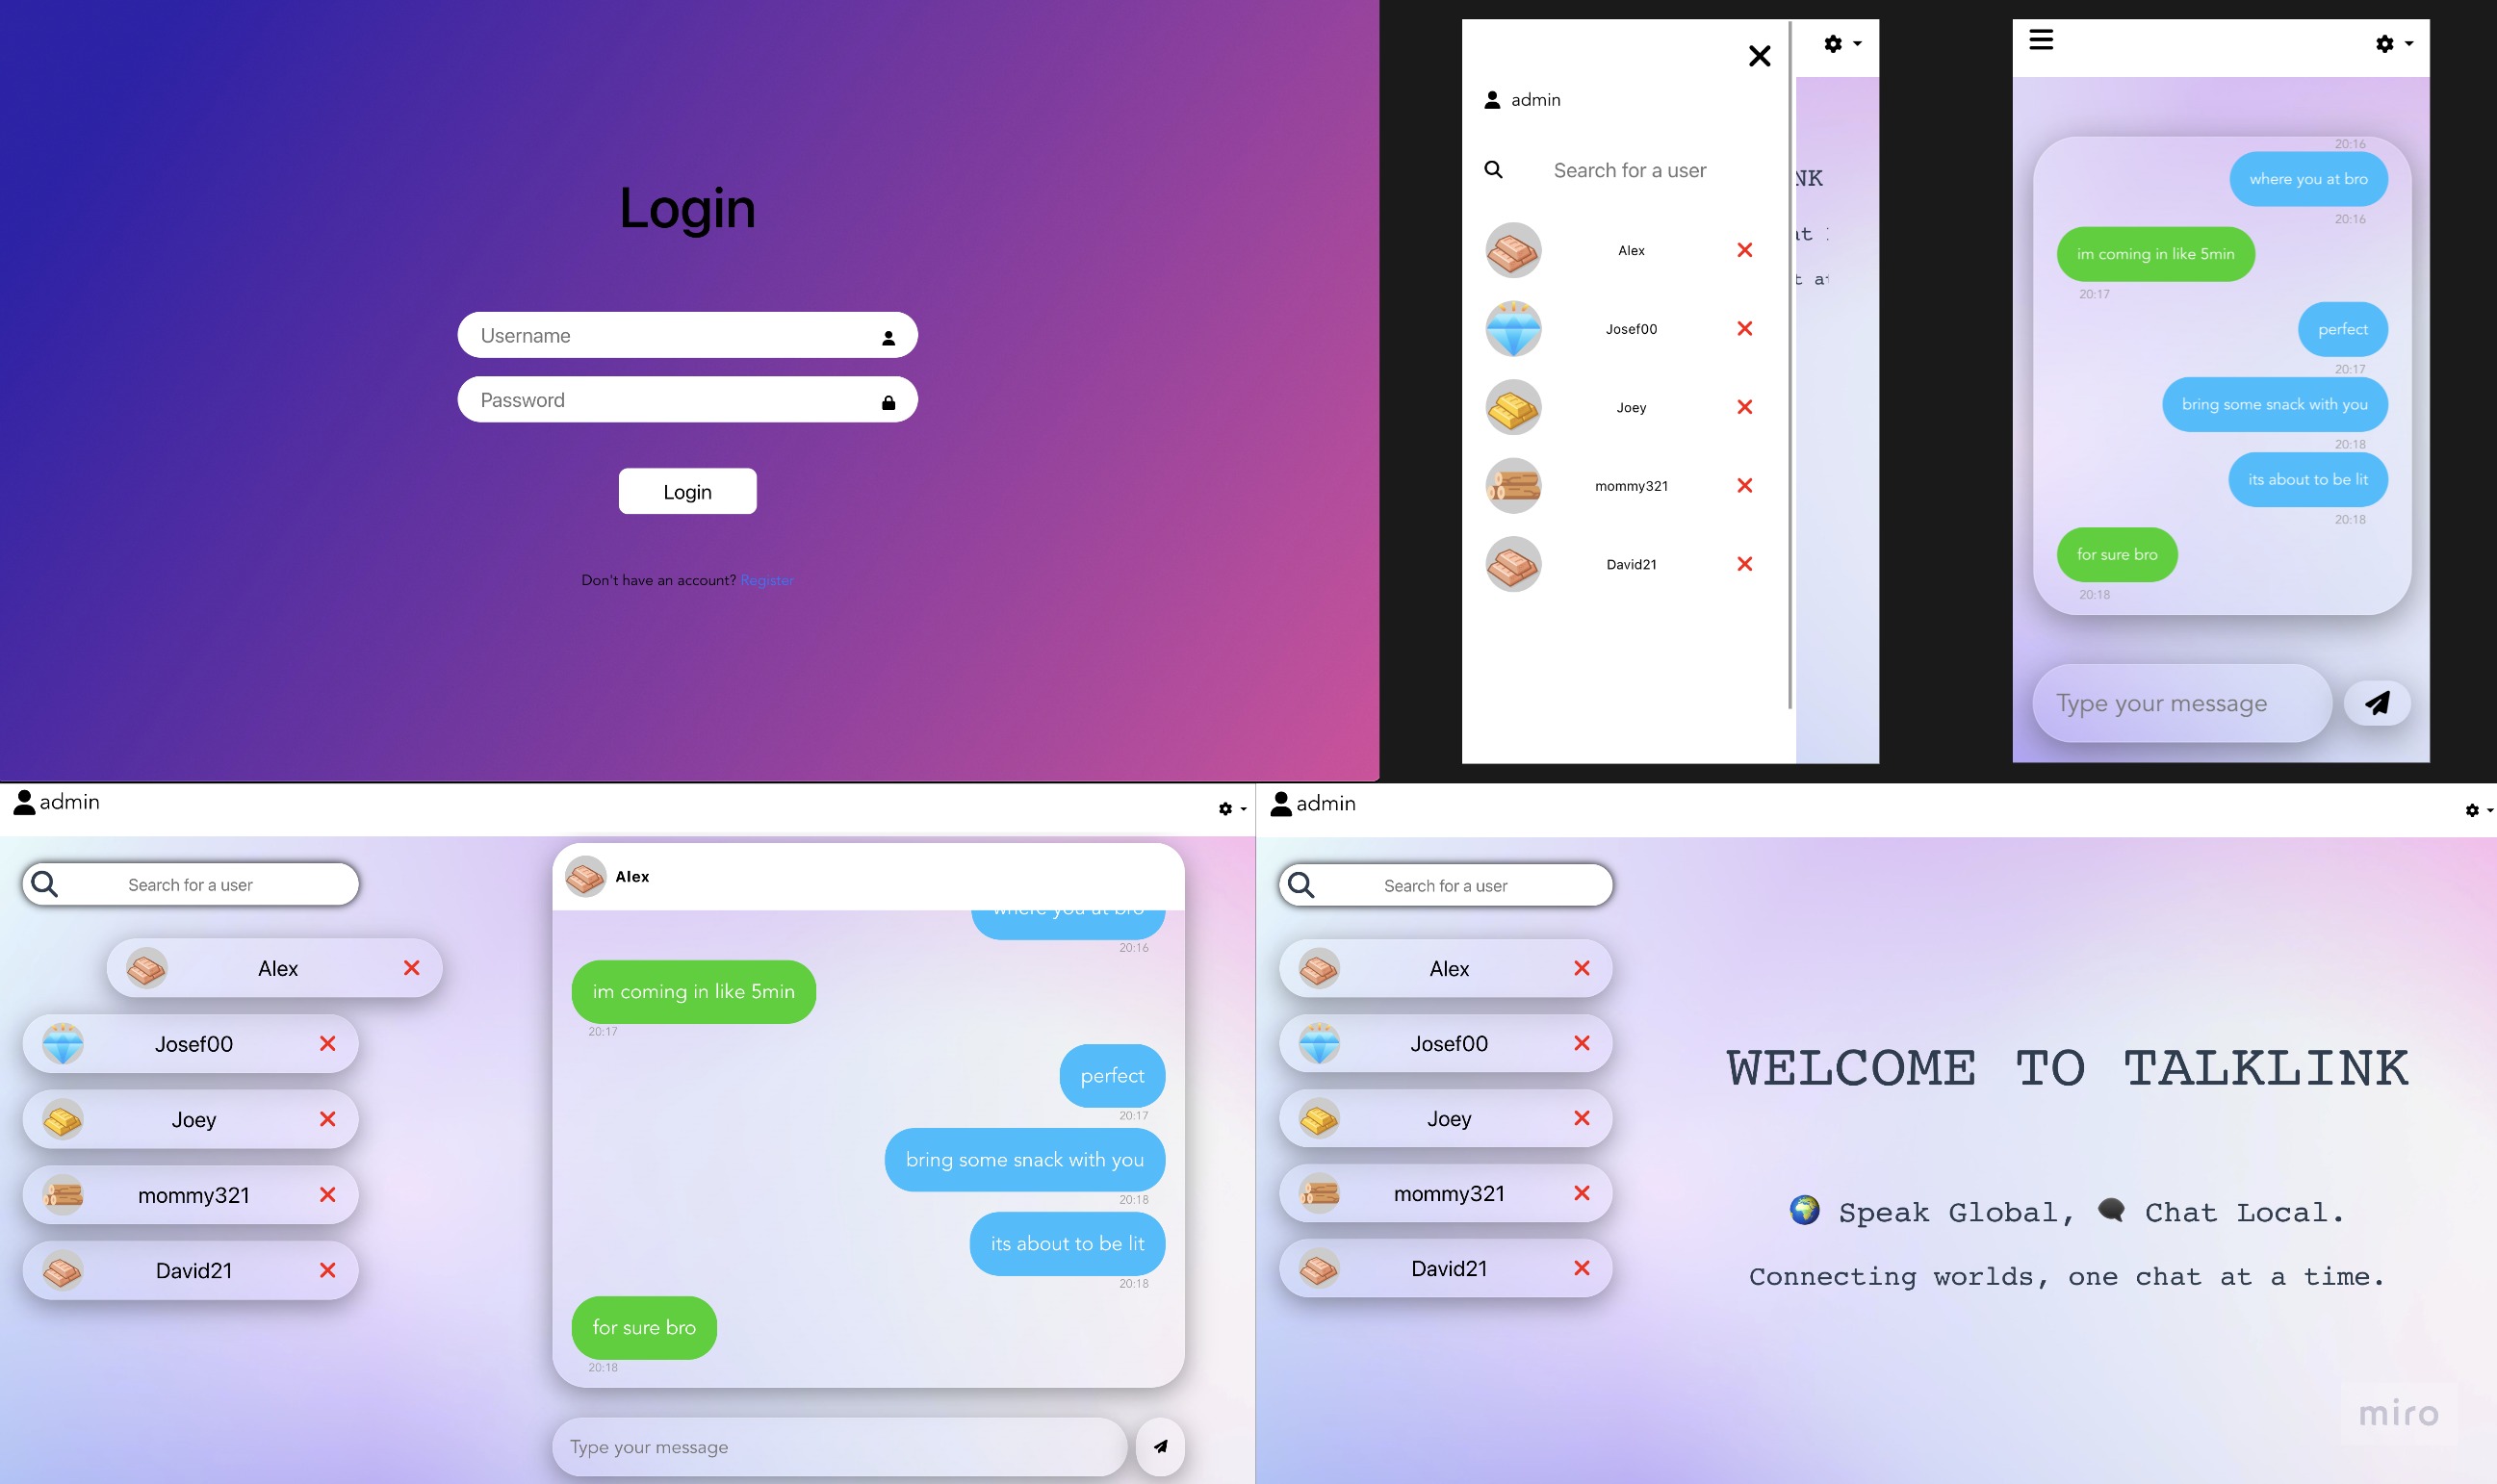 Login
Username
Password
Login
Don't have an account? Register
admin
Search for a user
Alex
Josef00
Joey
mommy321
David21
NK
at
t at
20:16
where you at bro
20:16
im coming in like 5min
20:17
perfect
20:17
bring some snack with you
20:18
its about to be lit
20:18
for sure bro
20:18
Type your message
admin
Search for a user
Alex
Josef00
Joey
mommy321
David21
Alex
where you at bro
20:16
im coming in like 5min
20:17
perfect
20:17
bring some snack with you
20:18
its about to be lit
20:18
for sure bro
20:18
Type your message
admin
Search for a user
Alex
Josef00
Joey
mommy321
David21
WELCOME TO TALKLINK
🌍 Speak Global, 🗨 Chat Local.
Connecting worlds, one chat at a time.
miro